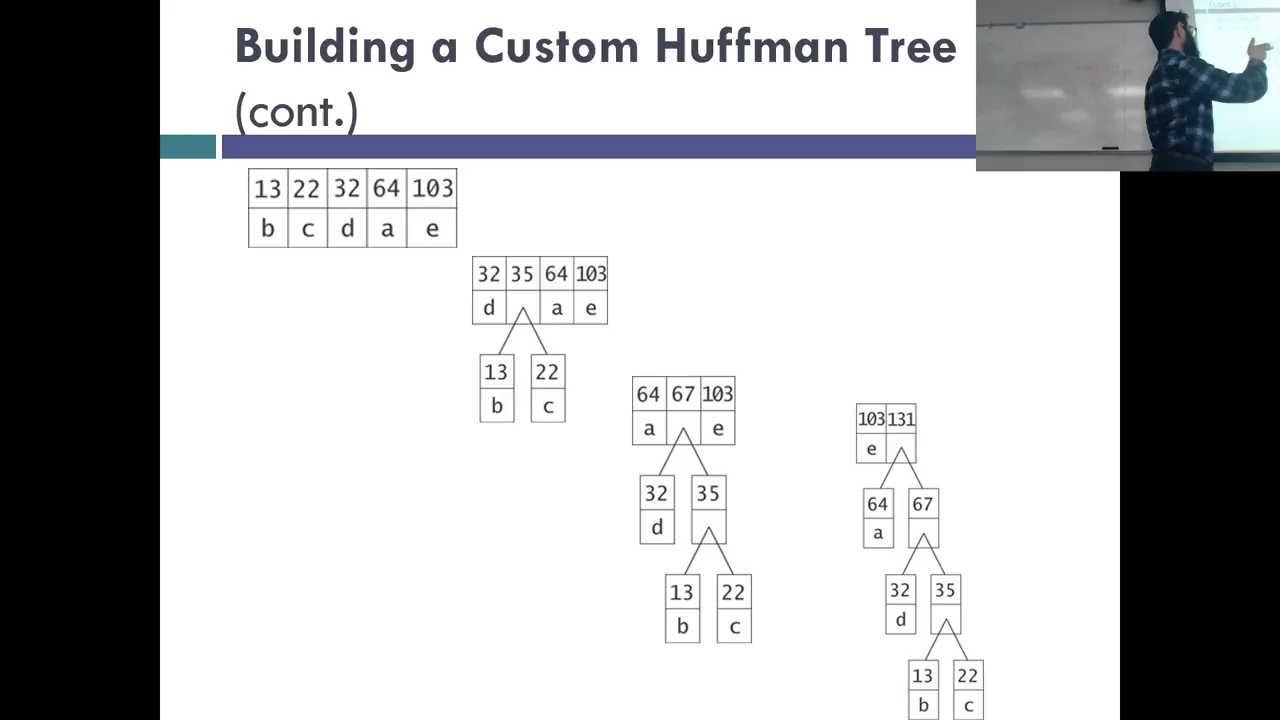 Building a Custom Huffman Tree
(cont.)
13 22 32 64 103
b c d a e
32 35 64 103
d a e
13 22
b c
64 67 103
a e
32 35
d
13 22
b c
103 131
e
64 67
a
32 35
d
13 22
b c
(cont.)